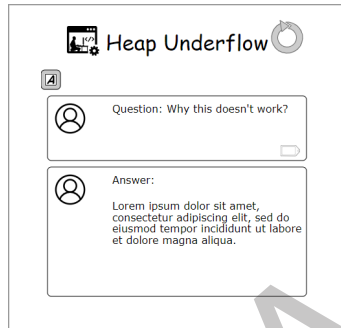 Heap Underflow
A
Question: Why this doesn't work?
Answer:
Lorem ipsum dolor sit amet,
consectetur adipiscing elit, sed do
eiusmod tempor incididunt ut labore
et dolore magna aliqua.